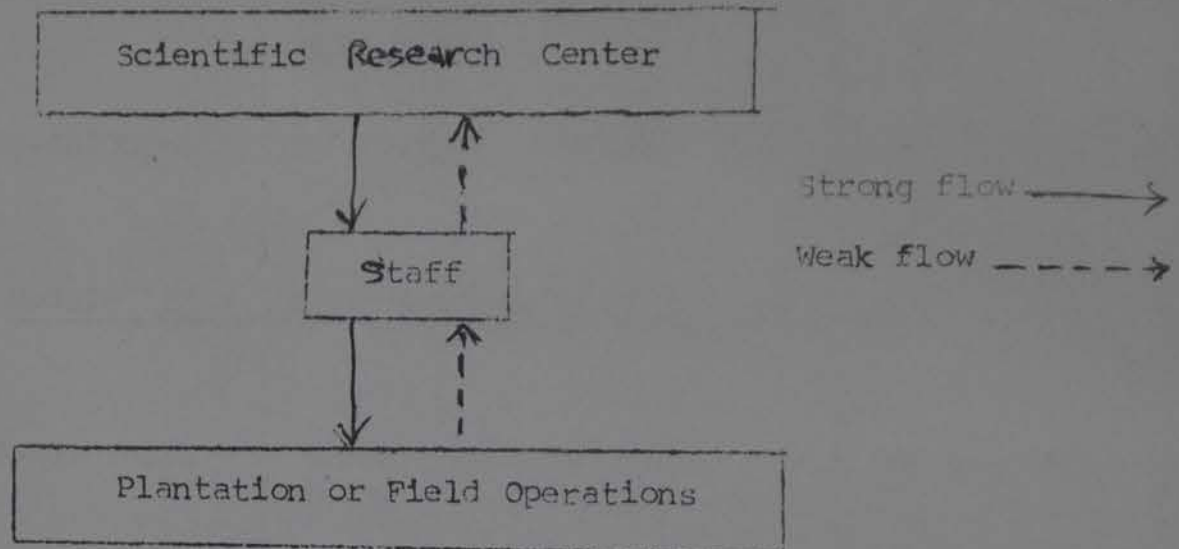 Scientific Research Center
Strong flow
Weak flow
Staff
Plantation or Field Operations